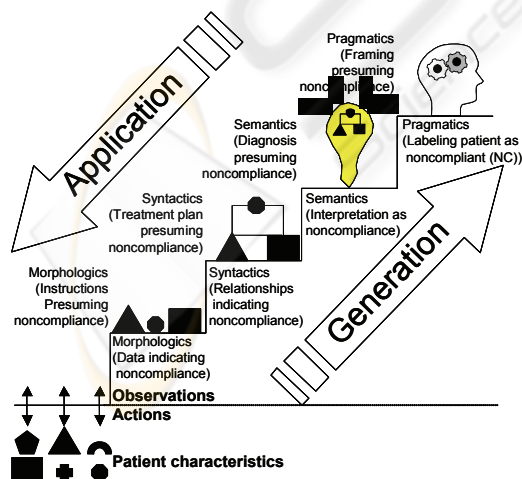 Pragmatics
(Framing
presuming
noncompliance)
Application
Semantics
(Diagnosis
presuming
noncompliance)
Pragmatics
(Labeling patient as
noncompliant (NC))
Syntactics
(Treatment plan
presuming
noncompliance)
Semantics
(Interpretation as
noncompliance)
Morphologics
(Instructions
Presuming
noncompliance)
Syntactics
(Relationships
indicating
noncompliance)
Generation
Morphologics
(Data indicating
noncompliance)
Observations
Actions
Patient characteristics